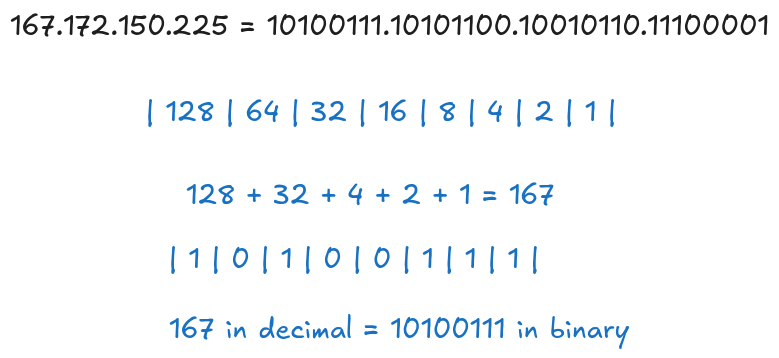 167.172.150.225 = 10100111.10101100.10010110.11100001
| 128 | 64 | 32 | 16 | 8 | 4 | 2 | 1 |
128 + 32 + 4 + 2 + 1 = 167
| 1 | 0 | 1 | 0 | 0 | 1 | 1 | 1 |
167 in decimal = 10100111 in binary